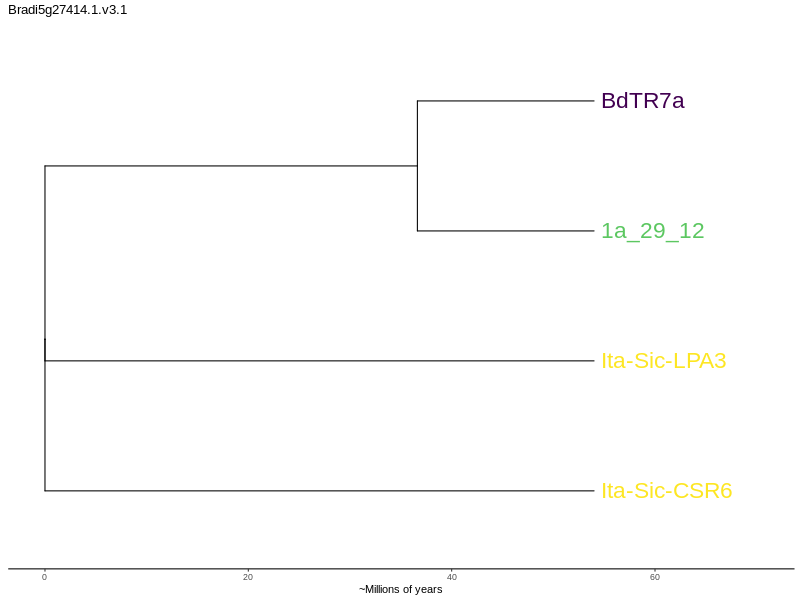 Bradi5g27414.1.v3.1
BdTR7a
1a_29_12
Ita-Sic-LPA3
Ita-Sic-CSR6
0 20 40 60
~Millions of years